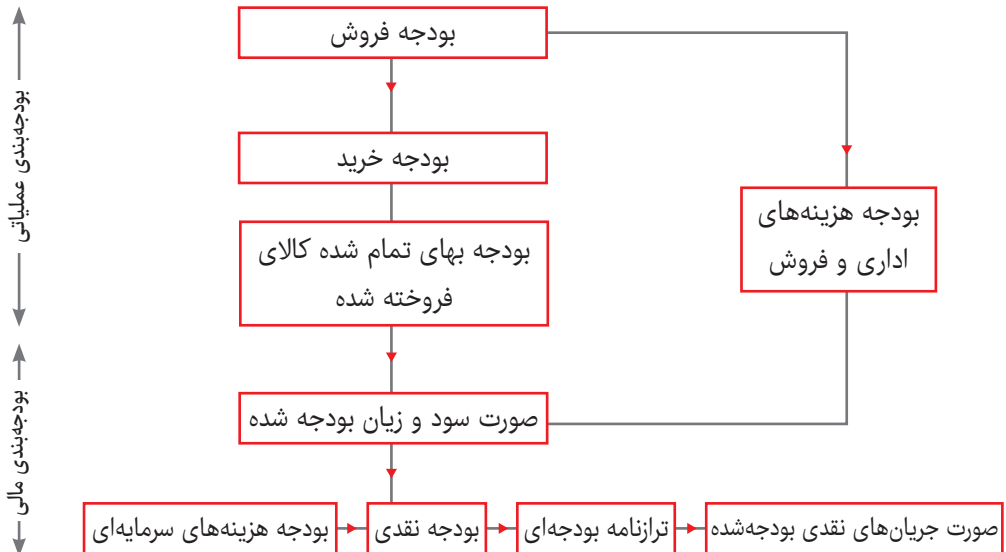 بودجه فروش
بودجه خرید
بودجه هزینه‌های
اداری و فروش
بودجه بهای تمام شده کالای
فروخته شده
صورت سود و زیان بودجه شده
بودجه هزینه‌های سرمایه‌ای
بودجه نقدی
ترازنامه بودجه‌ای
صورت جریان‌های نقدی بودجه‌شده
بودجه‌بندی عملیاتی
بودجه‌بندی مالی